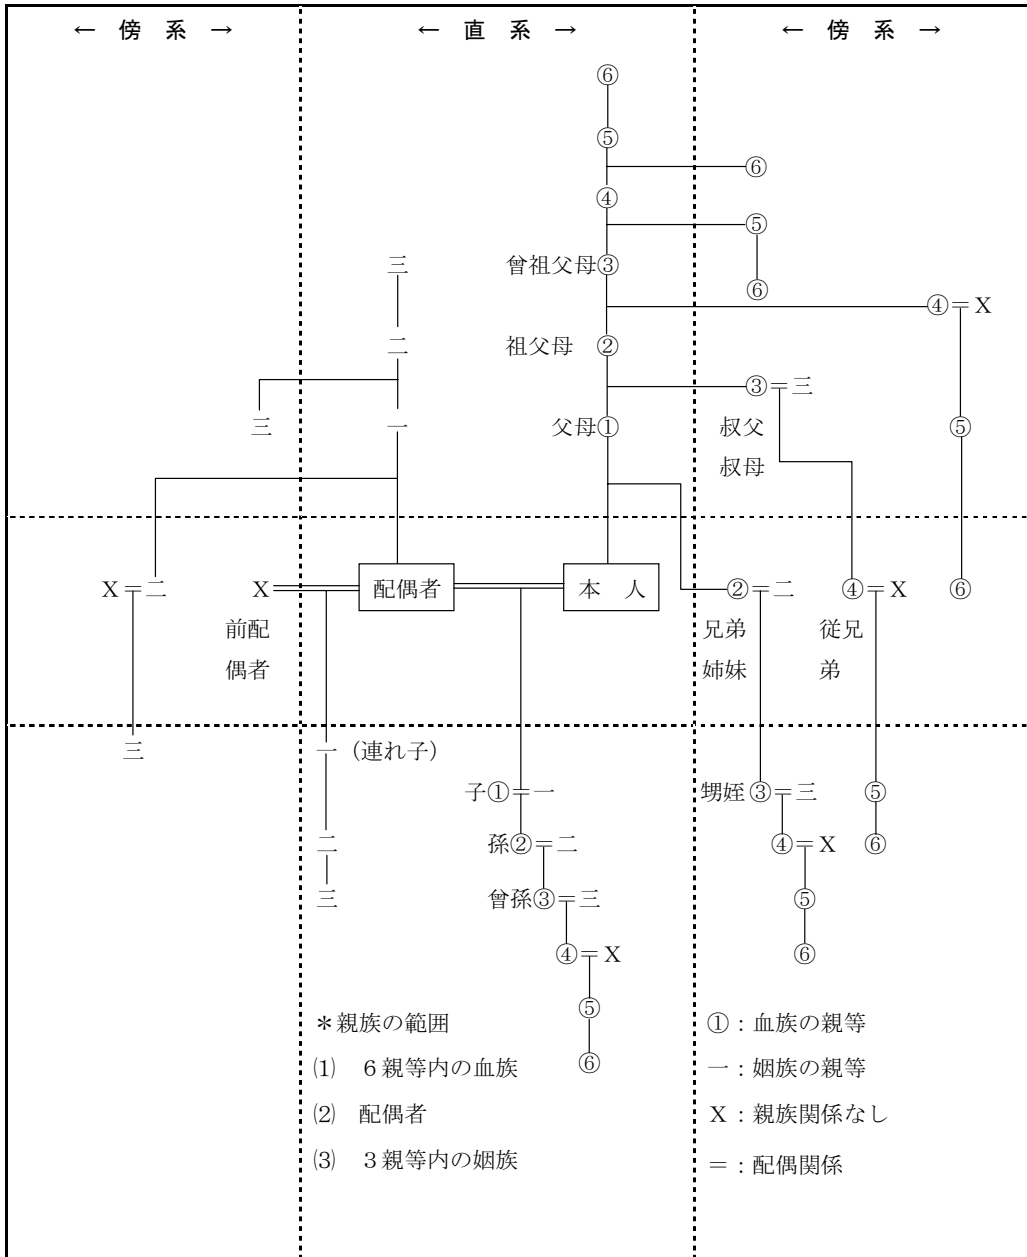 ← 傍 系 →
← 直 系 →
← 傍 系 →
⑥
⑤
⑥
④
⑤
三
曾祖父母③
⑥
④＝X
二
祖父母 ②
③＝三
三
一
父母①
叔父
叔母
⑤
X＝二
X
配偶者
本 人
②＝二
④＝X
⑥
前配
偶者
兄弟
姉妹
従兄
弟
三
一（連れ子）
子①＝一
甥姪③＝三
⑤
二
孫②＝二
④＝X
⑥
三
曾孫③＝三
⑤
④＝X
⑥
⑤
⑥
＊親族の範囲
⑴ ６親等内の血族
⑵ 配偶者
⑶ ３親等内の姻族
①：血族の親等
一：姻族の親等
X：親族関係なし
＝：配偶関係